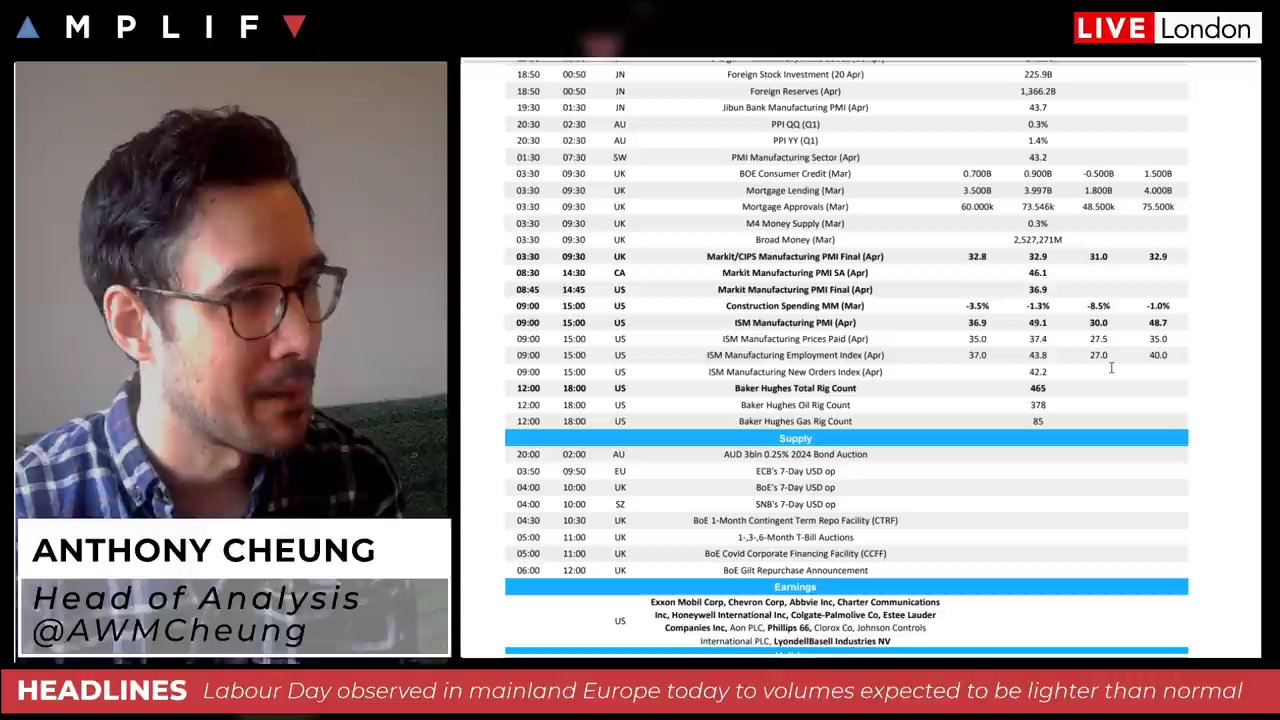 AMPLIFY
LIVE London
18:50 00:50 JN Foreign Stock Investment (20 Apr) 225.9B
18:50 00:50 JN Foreign Reserves (Apr) 1,366.2B
19:30 01:30 JN Jibun Bank Manufacturing PMI (Apr) 43.7
20:30 02:30 AU PPI QQ (Q1) 0.3%
20:30 02:30 AU PPI YY (Q1) 1.4%
01:30 07:30 SW PMI Manufacturing Sector (Apr) 43.2
03:30 09:30 UK BOE Consumer Credit (Mar) 0.700B 0.900B -0.500B 1.500B
03:30 09:30 UK Mortgage Lending (Mar) 3.500B 3.997B 1.800B 4.000B
03:30 09:30 UK Mortgage Approvals (Mar) 60.000k 73.546k 48.500k 75.500k
03:30 09:30 UK M4 Money Supply (Mar) 0.3%
03:30 09:30 UK Broad Money (Mar) 2,527,271M
03:30 09:30 UK Markit/CIPS Manufacturing PMI Final (Apr) 32.8 32.9 31.0 32.9
08:30 14:30 CA Markit Manufacturing PMI SA (Apr) 46.1
08:45 14:45 US Markit Manufacturing PMI Final (Apr) 36.9
09:00 15:00 US Construction Spending MM (Mar) -3.5% -1.3% -8.5% -1.0%
09:00 15:00 US ISM Manufacturing PMI (Apr) 36.9 49.1 30.0 48.7
09:00 15:00 US ISM Manufacturing Prices Paid (Apr) 35.0 37.4 27.5 35.0
09:00 15:00 US ISM Manufacturing Employment Index (Apr) 37.0 43.8 27.0 40.0
09:00 15:00 US ISM Manufacturing New Orders Index (Apr) 42.2
12:00 18:00 US Baker Hughes Total Rig Count 465
12:00 18:00 US Baker Hughes Oil Rig Count 378
12:00 18:00 US Baker Hughes Gas Rig Count 85
Supply
20:00 02:00 AU AUD 3bln 0.25% 2024 Bond Auction
03:50 09:50 EU ECB's 7-Day USD op
04:00 10:00 UK BoE's 7-Day USD op
04:00 10:00 SZ SNB's 7-Day USD op
04:30 10:30 UK BoE 1-Month Contingent Term Repo Facility (CTRF)
05:00 11:00 UK 1-,3-,6-Month T-Bill Auctions
05:00 11:00 UK BoE Covid Corporate Financing Facility (CCFF)
06:00 12:00 UK BoE Gilt Repurchase Announcement
Earnings
Exxon Mobil Corp, Chevron Corp, Abbvie Inc, Charter Communications
Inc, Honeywell International Inc, Colgate-Palmolive Co, Estee Lauder
US
Companies Inc, Aon PLC, Phillips 66, Clorox Co, Johnson Controls
International PLC, LyondellBasell Industries NV
ANTHONY CHEUNG
Head of Analysis
@AWMCheung
HEADLINES Labour Day observed in mainland Europe today to volumes expected to be lighter than normal